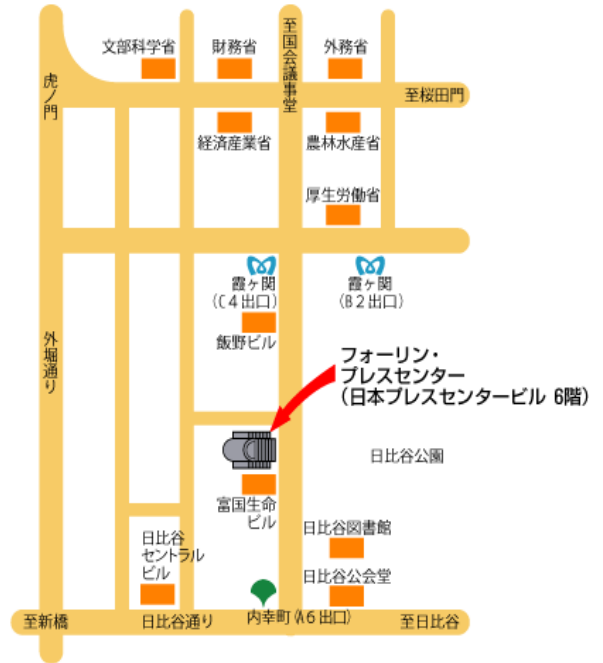 文部科学省
財務省
至国会議事堂
外務省
虎ノ門
至桜田門
経済産業省
農林水産省
厚生労働省
霞ヶ関
(C4出口)
霞ヶ関
(B2出口)
飯野ビル
外堀通り
フォーリン・
プレスセンター
(日本プレスセンタービル 6階)
日比谷公園
富国生命
ビル
日比谷図書館
日比谷
セントラル
ビル
日比谷公会堂
至新橋
日比谷通り
内幸町(A6出口)
至日比谷